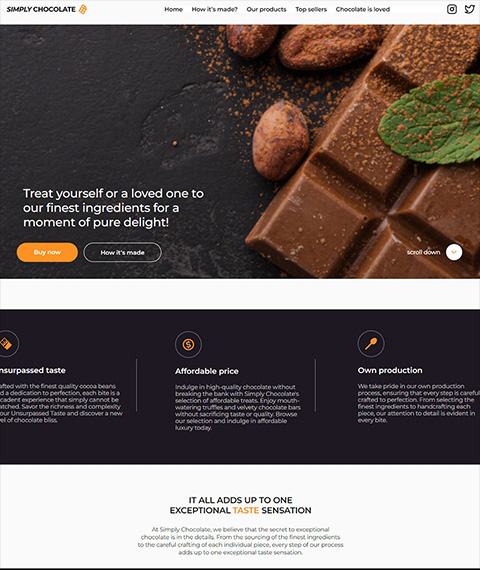 SIMPLY CHOCOLATE
Home How it's made? Our products Top sellers Chocolate is loved
Treat yourself or a loved one to
our finest ingredients for a
moment of pure delight!
Buy now
How it's made
scroll down
nsurpassed taste
afted with the finest quality cocoa beans
d a dedication to perfection, each bite is a
cadent experience that simply cannot be
atched. Savor the richness and complexity
our Unsurpassed Taste and discover a new
vel of chocolate bliss.
Affordable price
Indulge in high-quality chocolate without
breaking the bank with Simply Chocolate's
selection of affordable treats. Enjoy mouth-
watering truffles and velvety chocolate bars
without sacrificing taste or quality. Browse
our selection and indulge in affordable
luxury today.
Own production
We take pride in our own production
process, ensuring that every step is careful
crafted to perfection. From selecting the
finest ingredients to handcrafting each
piece, our attention to detail is evident in
every bite.
IT ALL ADDS UP TO ONE
EXCEPTIONAL TASTE SENSATION
At Simply Chocolate, we believe that the secret to exceptional
chocolate is in the details. From the sourcing of the finest ingredients
to the careful crafting of each individual piece, every step of our process
adds up to one exceptional taste sensation.